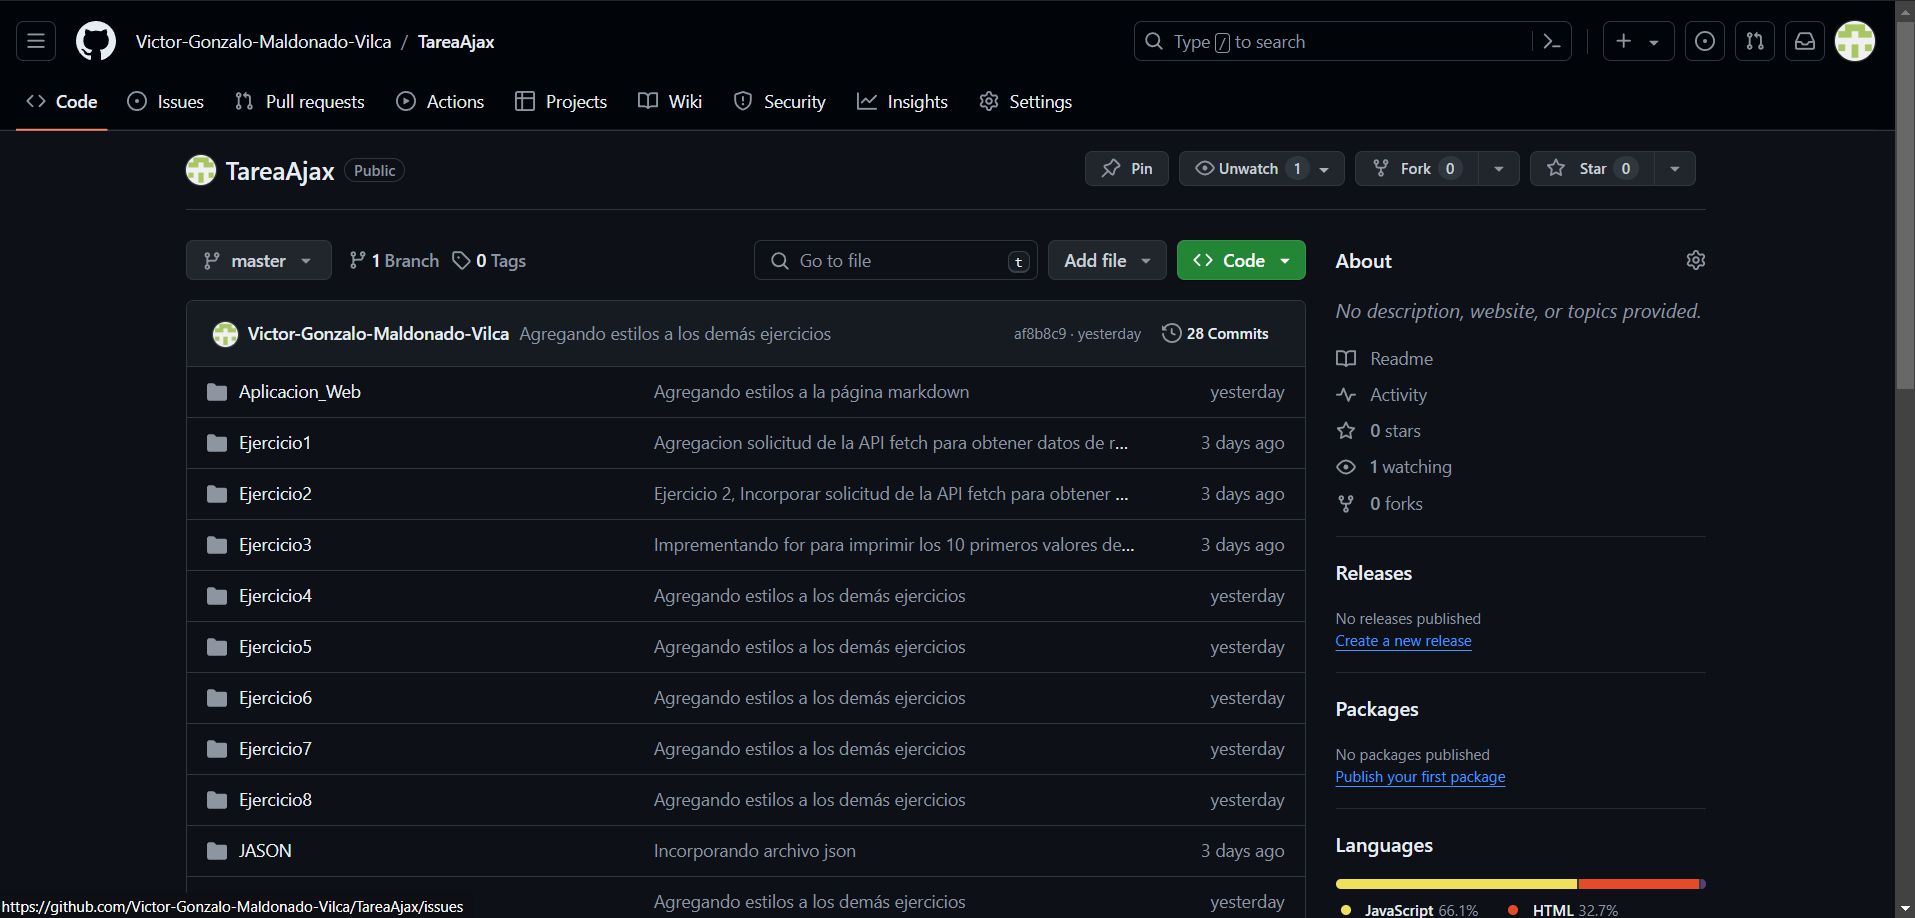 Victor-Gonzalo-Maldonado-Vilca / TareaAjax
Type / to search
Code Issues Pull requests Actions Projects Wiki Security Insights Settings
TareaAjax Public
Pin Unwatch 1 Fork 0 Star 0
master 1 Branch 0 Tags
Go to file t Add file Code
Victor-Gonzalo-Maldonado-Vilca Agregando estilos a los demás ejercicios af8b8c9 · yesterday 28 Commits
Aplicacion_Web Agregando estilos a la página markdown yesterday
Ejercicio1 Agregacion solicitud de la API fetch para obtener datos de r... 3 days ago
Ejercicio2 Ejercicio 2, Incorporar solicitud de la API fetch para obtener ... 3 days ago
Ejercicio3 Imprementando for para imprimir los 10 primeros valores de... 3 days ago
Ejercicio4 Agregando estilos a los demás ejercicios yesterday
Ejercicio5 Agregando estilos a los demás ejercicios yesterday
Ejercicio6 Agregando estilos a los demás ejercicios yesterday
Ejercicio7 Agregando estilos a los demás ejercicios yesterday
Ejercicio8 Agregando estilos a los demás ejercicios yesterday
JASON Incorporando archivo json 3 days ago
Agregando estilos a los demás ejercicios yesterday
About
No description, website, or topics provided.
Readme
Activity
0 stars
1 watching
0 forks
Releases
No releases published
Create a new release
Packages
No packages published
Publish your first package
Languages
JavaScript 66.1% HTML 32.7%
https://github.com/Victor-Gonzalo-Maldonado-Vilca/TareaAjax/issues